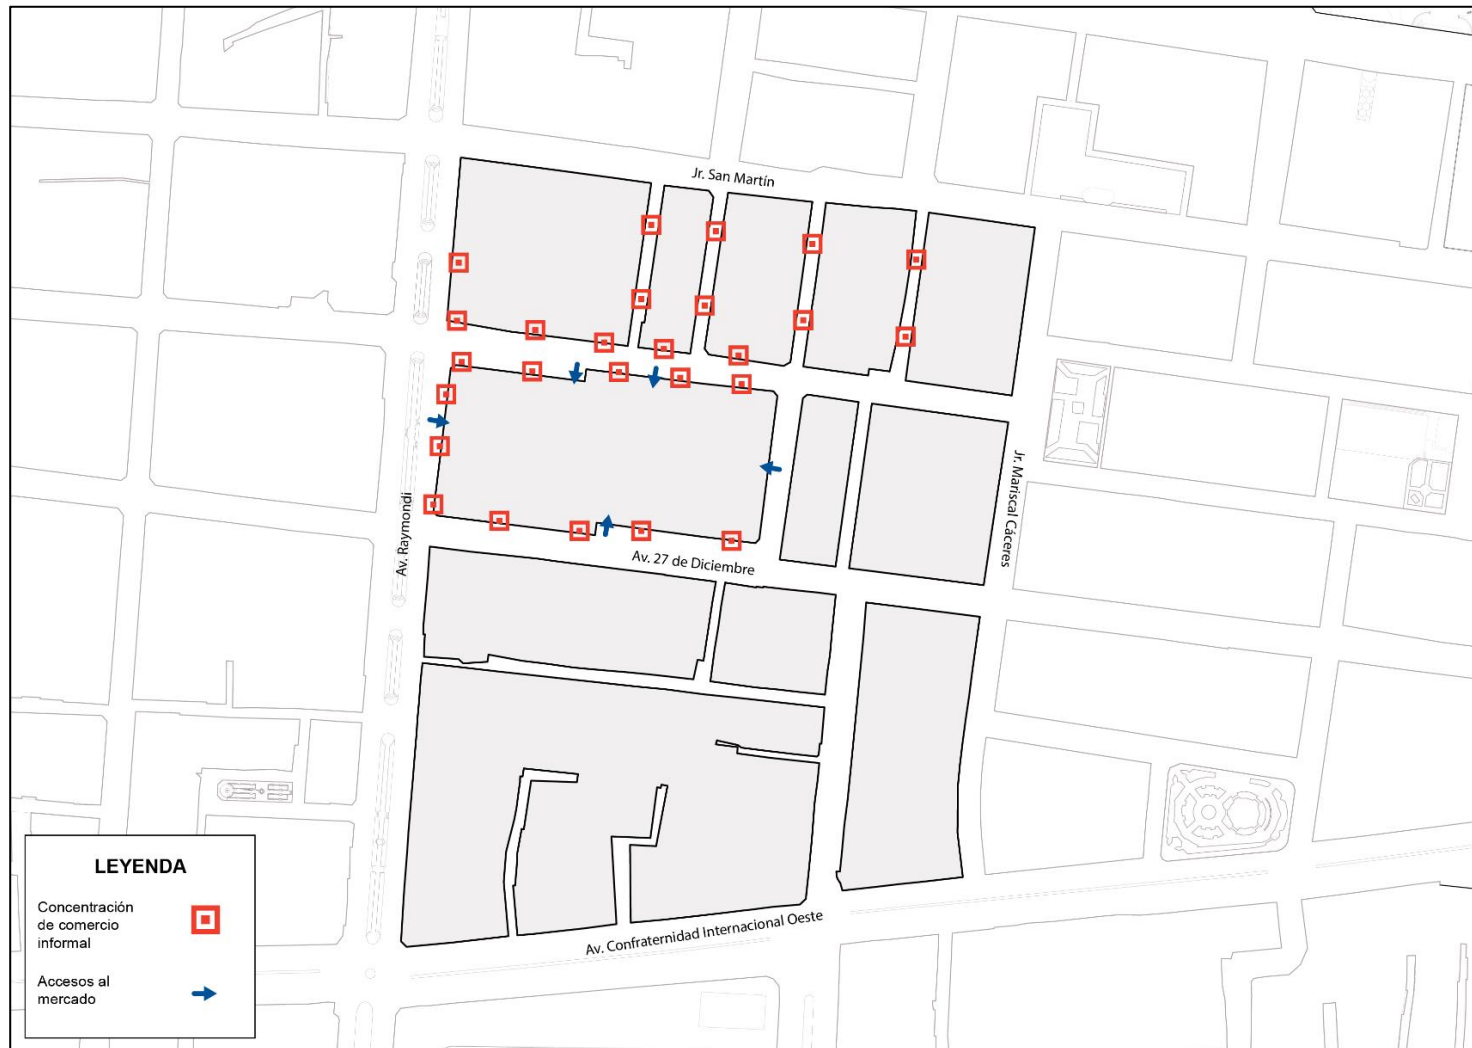 Jr. San Martín
Jr. Mariscal Cáceres
Av. Raymondi
Av. 27 de Diciembre
Av. Confraternidad Internacional Oeste
LEYENDA
Concentración
de comercio
informal
Accesos al
mercado